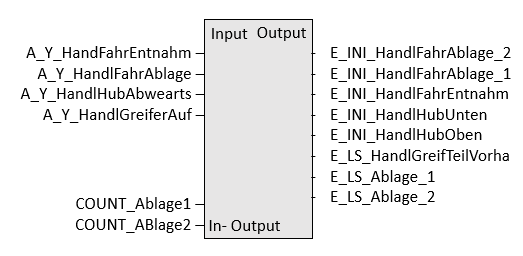 Input Output
A_Y_HandFahrEntnahm E_INI_HandlFahrAblage_2
A_Y_HandlFahrAblage E_INI_HandlFahrAblage_1
A_Y_HandlHubAbwearts E_INI_HandlFahrEntnahm
A_Y_HandlGreiferAuf E_INI_HandlHubUnten
E_INI_HandlHubOben
E_LS_HandlGreifTeilVorha
E_LS_Ablage_1
E_LS_Ablage_2
COUNT_Ablage1
COUNT_ABlage2 In- Output